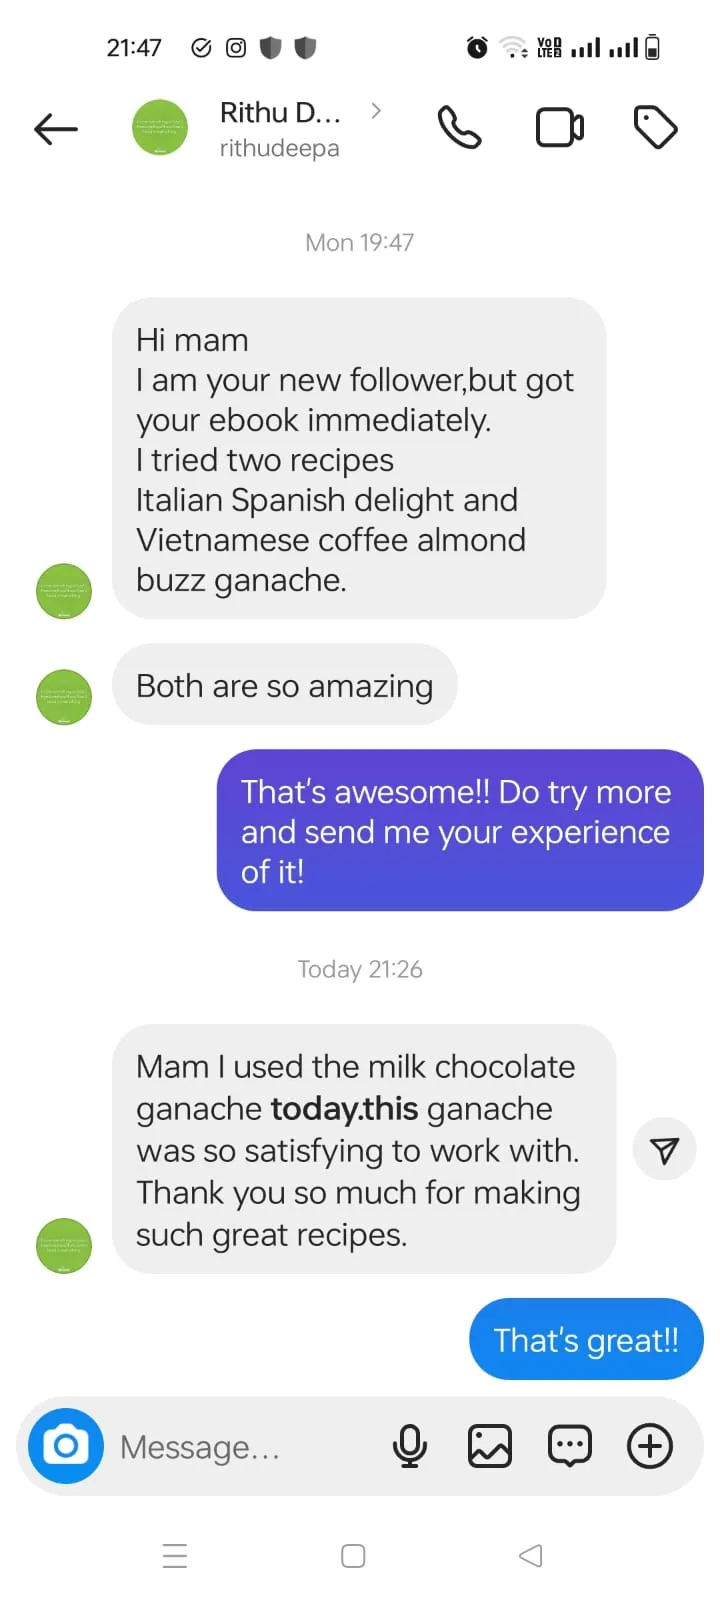 21:47
VoD
LTE2
Rithu D...
rithudeepa
Mon 19:47
Hi mam
I am your new follower,but got
your ebook immediately.
I tried two recipes
Italian Spanish delight and
Vietnamese coffee almond
buzz ganache.
Both are so amazing
That's awesome!! Do try more
and send me your experience
of it!
Today 21:26
Mam I used the milk chocolate
ganache today.this ganache
was so satisfying to work with.
Thank you so much for making
such great recipes.
That's great!!
Message...